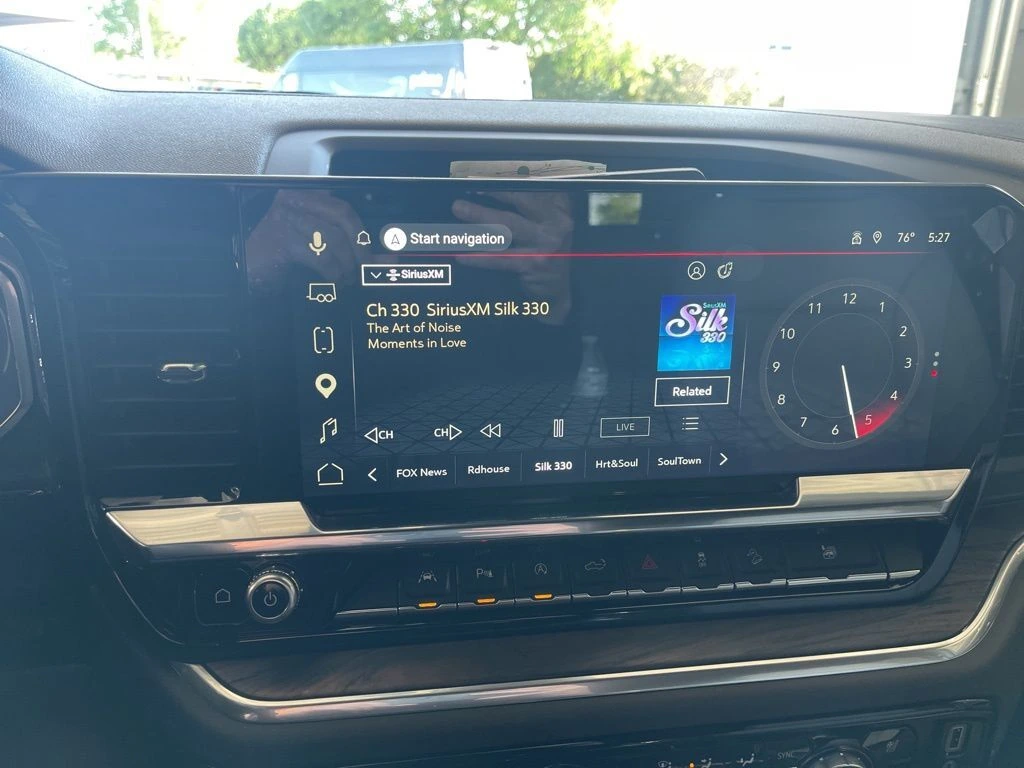 Start navigation
76° 5:27
SiriusXM
Ch 330 SiriusXM Silk 330
The Art of Noise
Moments in Love
SiriusXM
Silk
330
Related
12
1
2
3
4
5
6
7
8
9
10
11
CH
CH
LIVE
FOX News
Rdhouse
Silk 330
Hrt&Soul
SoulTown
P
A
SYNC